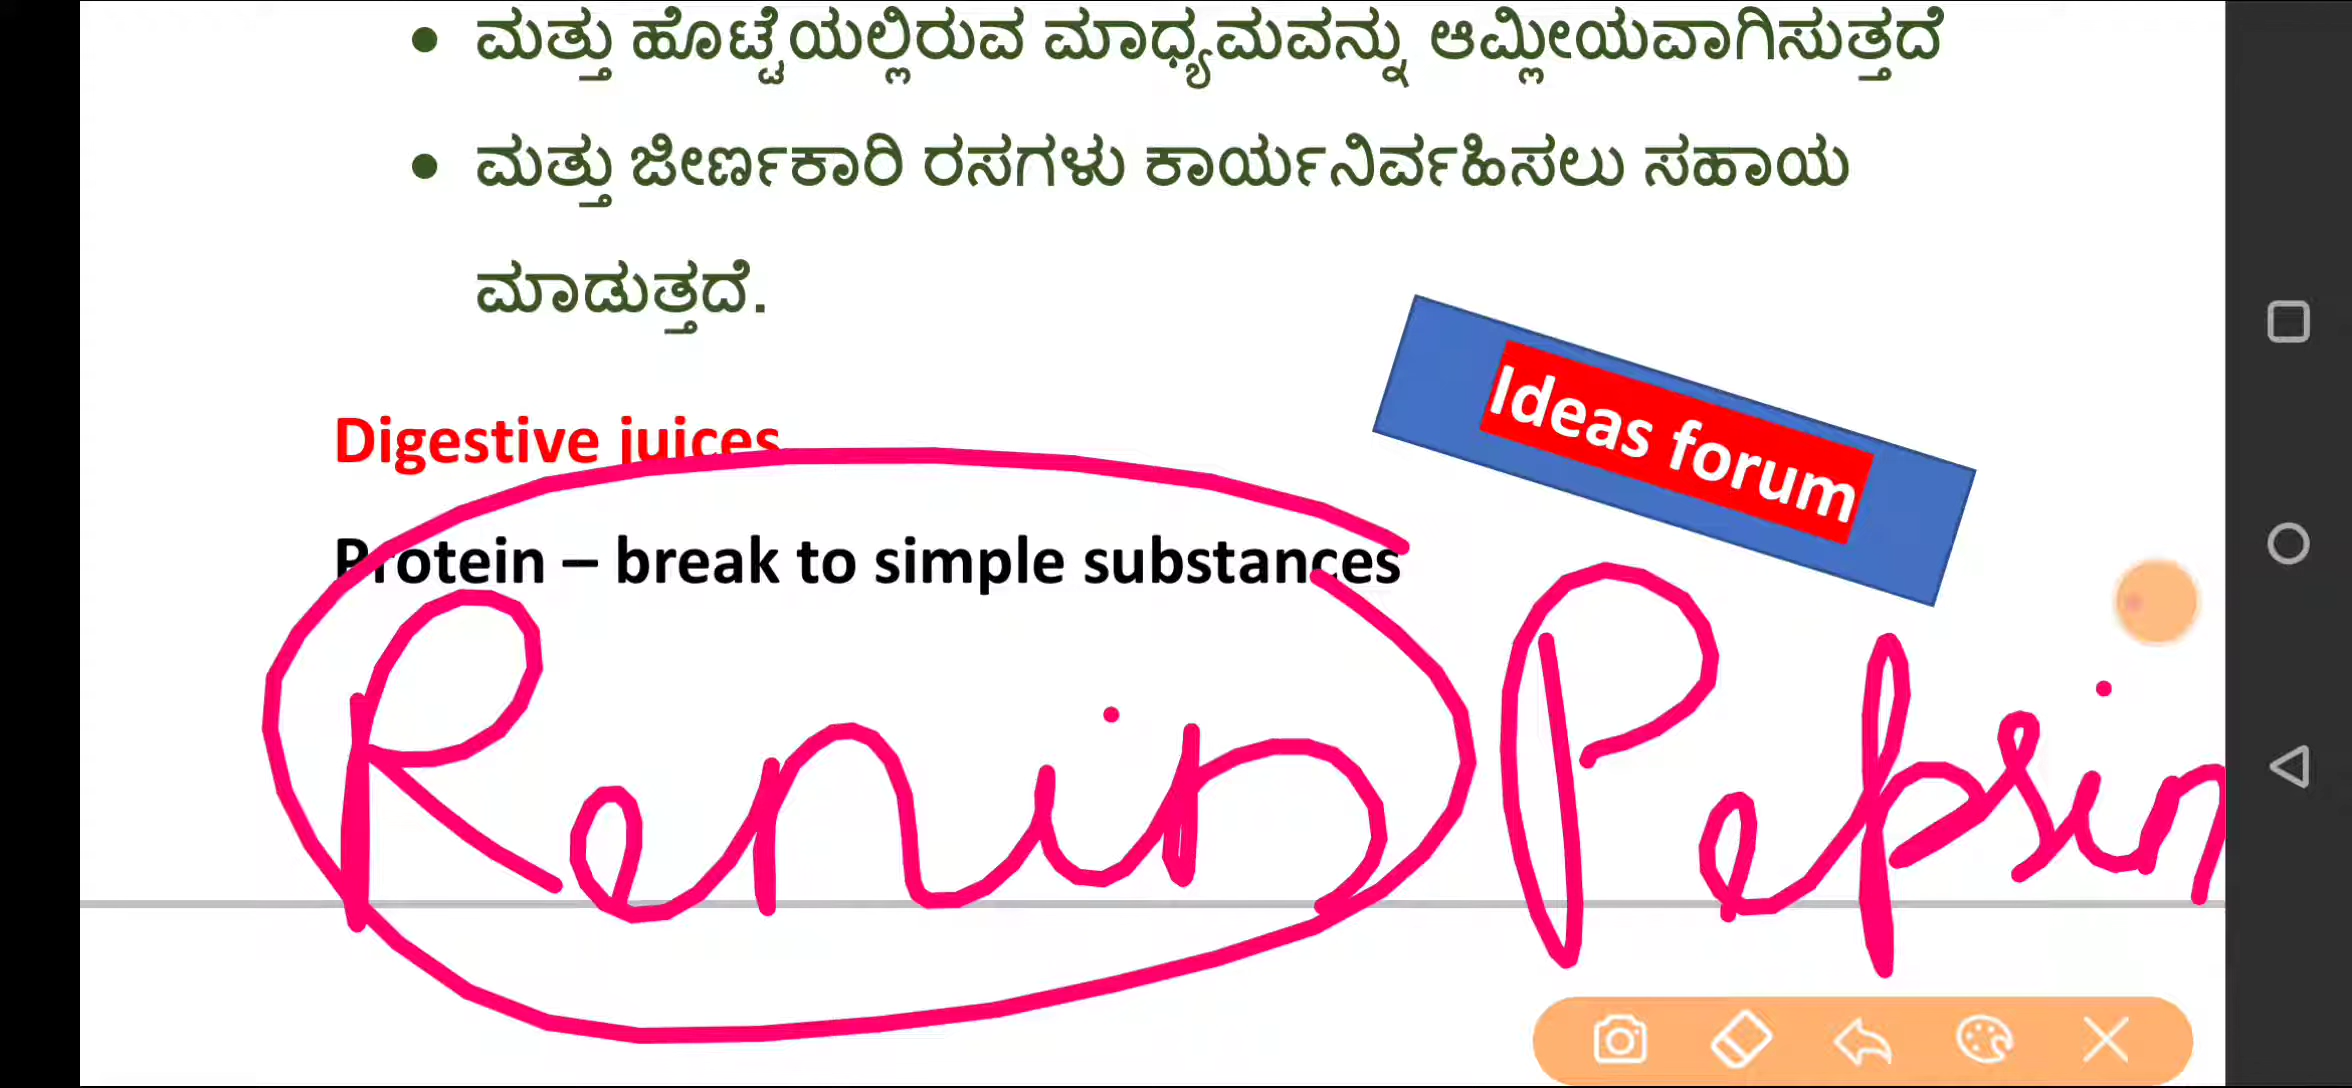 • ಮತ್ತು ಹೊಟ್ಟೆಯಲ್ಲಿರುವ ಮಾಧ್ಯಮವನ್ನು ಆಮ್ಲೀಯವಾಗಿಸುತ್ತದೆ
• ಮತ್ತು ಜೀರ್ಣಕಾರಿ ರಸಗಳು ಕಾರ್ಯನಿರ್ವಹಿಸಲು ಸಹಾಯ
ಮಾಡುತ್ತದೆ.
Ideas forum
Digestive juices
Protein – break to simple substances
Renin Pepsin